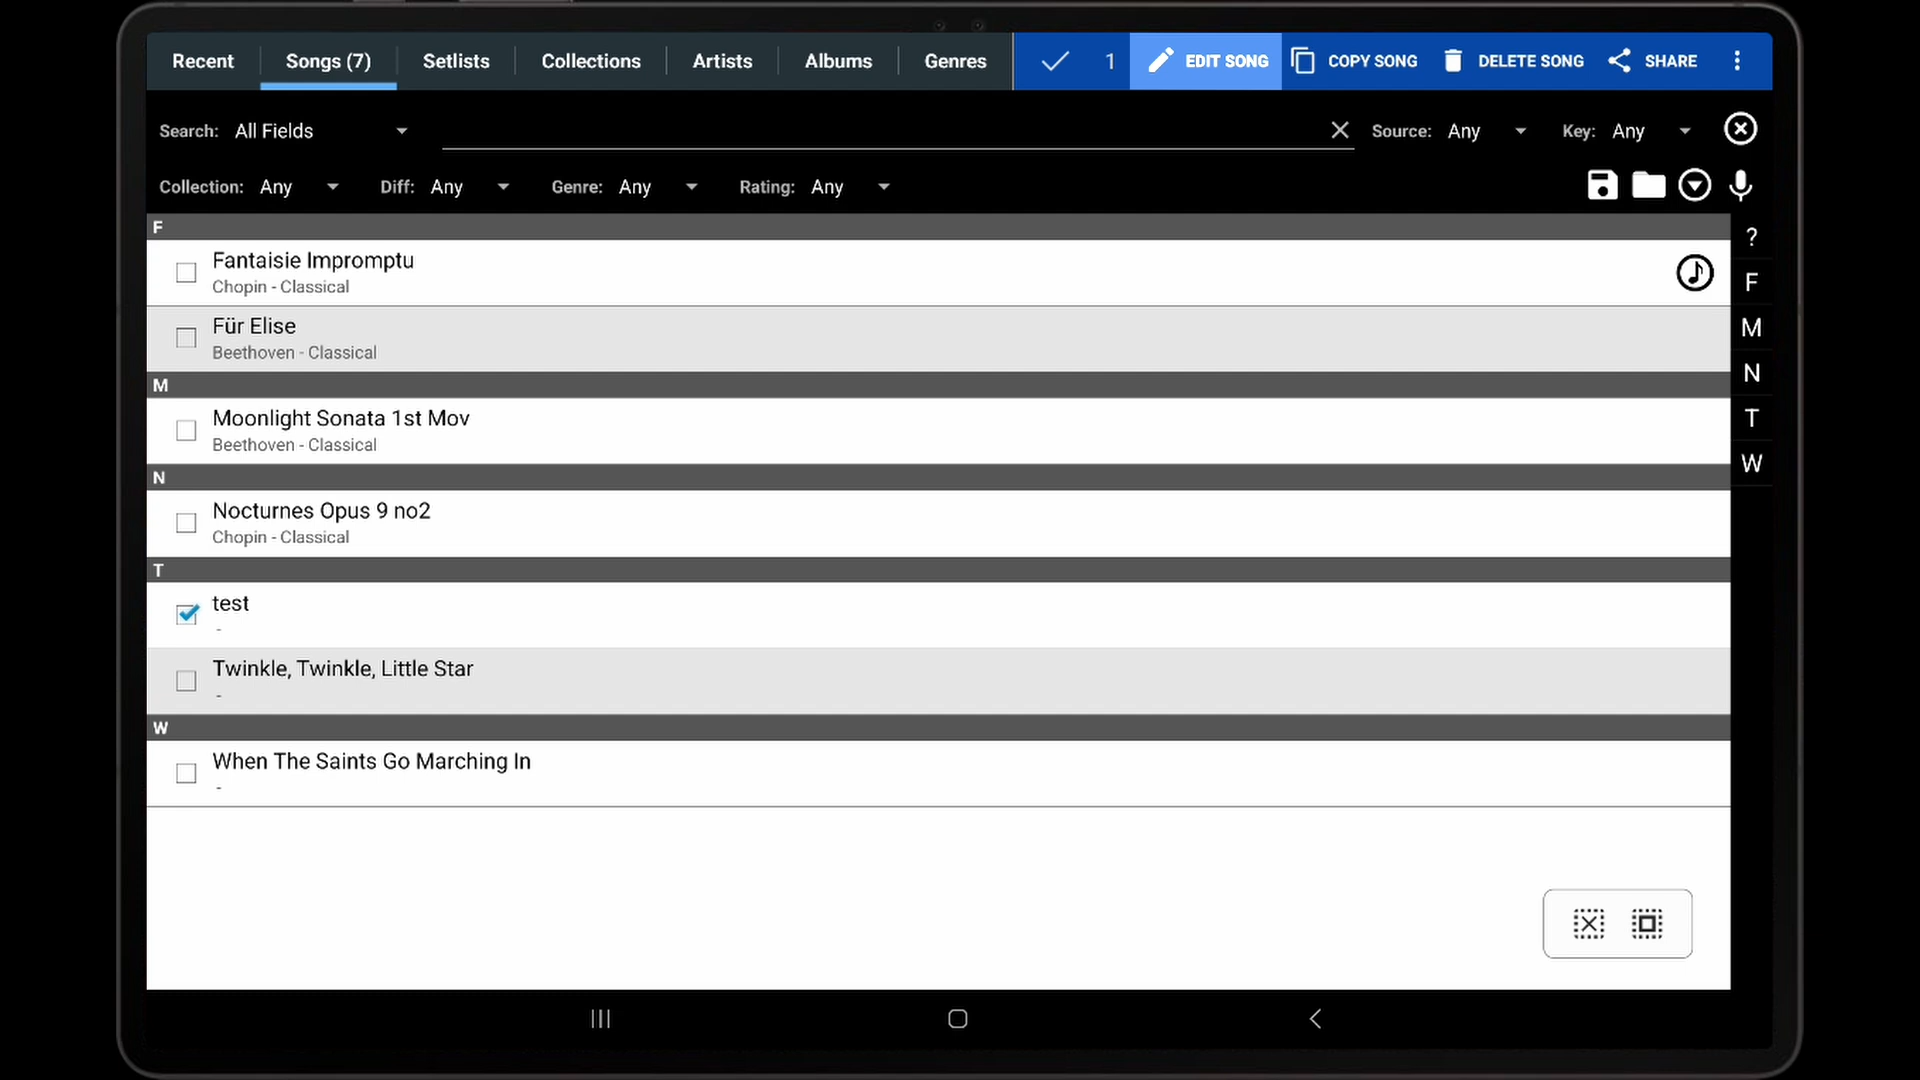 Recent Songs (7) Setlists Collections Artists Albums Genres 1 EDIT SONG COPY SONG DELETE SONG SHARE
Search: All Fields Source: Any Key: Any
Collection: Any Diff: Any Genre: Any Rating: Any
F
Fantaisie Impromptu
Chopin - Classical
Für Elise
Beethoven - Classical
M
Moonlight Sonata 1st Mov
Beethoven - Classical
N
Nocturnes Opus 9 no2
Chopin - Classical
T
test
-
Twinkle, Twinkle, Little Star
-
W
When The Saints Go Marching In
-
?
F
M
N
T
W